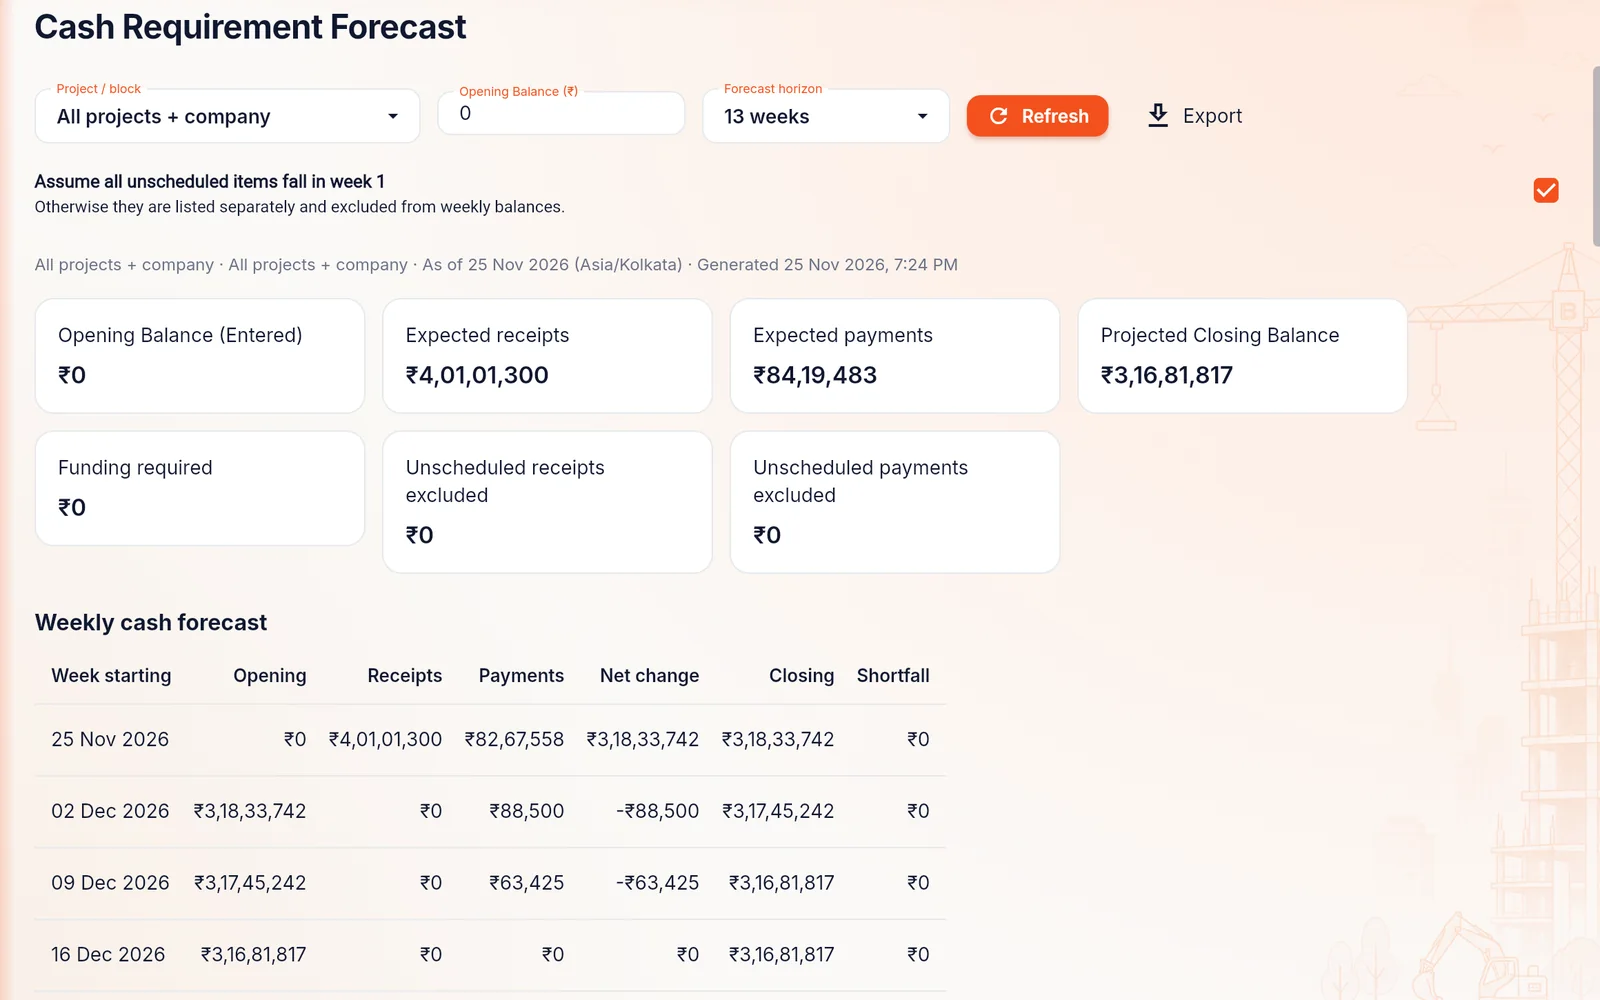 Cash Requirement Forecast
Project / block
All projects + company
Opening Balance (₹)
0
Forecast horizon
13 weeks
Refresh
Export
Assume all unscheduled items fall in week 1
Otherwise they are listed separately and excluded from weekly balances.
All projects + company · All projects + company · As of 25 Nov 2026 (Asia/Kolkata) · Generated 25 Nov 2026, 7:24 PM
Opening Balance (Entered)
₹0
Expected receipts
₹4,01,01,300
Expected payments
₹84,19,483
Projected Closing Balance
₹3,16,81,817
Funding required
₹0
Unscheduled receipts
excluded
₹0
Unscheduled payments
excluded
₹0
Weekly cash forecast
Week starting Opening Receipts Payments Net change Closing Shortfall
25 Nov 2026 ₹0 ₹4,01,01,300 ₹82,67,558 ₹3,18,33,742 ₹3,18,33,742 ₹0
02 Dec 2026 ₹3,18,33,742 ₹0 ₹88,500 -₹88,500 ₹3,17,45,242 ₹0
09 Dec 2026 ₹3,17,45,242 ₹0 ₹63,425 -₹63,425 ₹3,16,81,817 ₹0
16 Dec 2026 ₹3,16,81,817 ₹0 ₹0 ₹0 ₹3,16,81,817 ₹0
B